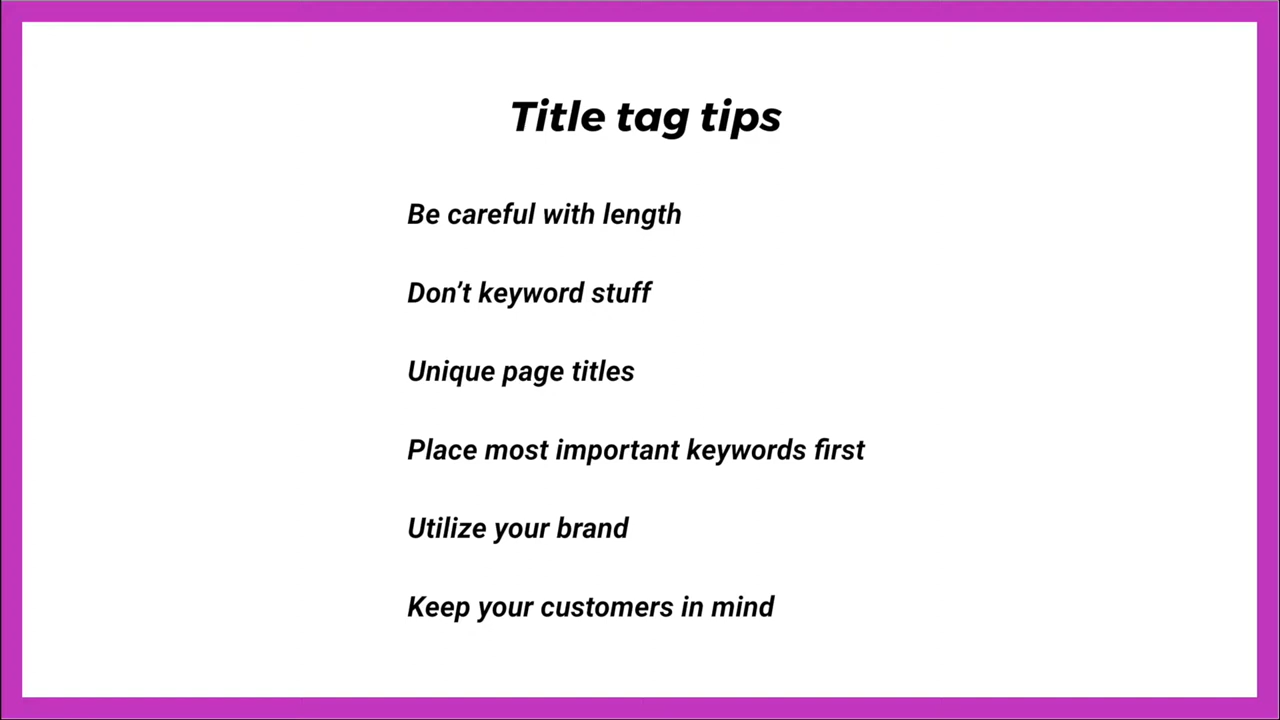 Title tag tips
Be careful with length
Don’t keyword stuff
Unique page titles
Place most important keywords first
Utilize your brand
Keep your customers in mind